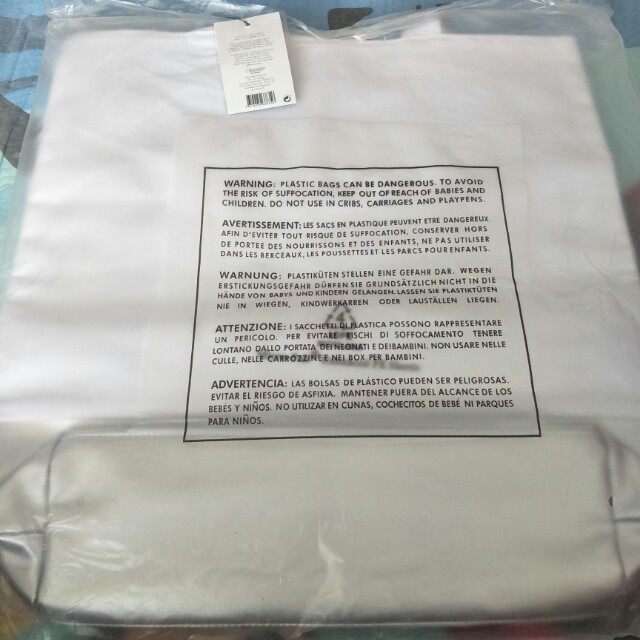 WARNING: PLASTIC BAGS CAN BE DANGEROUS. TO AVOID
THE RISK OF SUFFOCATION, KEEP OUT OF REACH OF BABIES AND
CHILDREN. DO NOT USE IN CRIBS, CARRIAGES AND PLAYPENS.
AVERTISSEMENT: LES SACS EN PLASTIQUE PEUVENT ETRE DANGEREUX.
AFIN D'EVITER TOUT RISQUE DE SUFFOCATION, CONSERVER HORS
DE PORTEE DES NOURRISSONS ET DES ENFANTS, NE PAS UTILISER
DANS LES BERCEAUX, LES POUSSETTES ET LES PARCS POUR ENFANTS.
WARNUNG: PLASTIKÜTEN STELLEN EINE GEFAHR DAR. WEGEN
ERSTICKUNGSGEFAHR DÜRFEN SIE GRUNDSÄTZLICH NICHT IN DIE
HÄNDE VON BABYS UND KINDERN GELANGEN. LASSEN SIE PLASTIKTÜTEN
NIE IN WIEGEN, KINDWERKARREN ODER LAUSTÄLLEN LIEGEN.
ATTENZIONE: I SACCHETTI DI PLASTICA POSSONO RAPPRESENTARE
UN PERICOLO. PER EVITARE RISCHI DI SOFFOCAMENTO TENERE
LONTANO DALLO PORTATA DEI NEONATI E DEI BAMBINI. NON USARE NELLE
CULLE, NELLE CARROZZINE E NEI BOX PER BAMBINI.
ADVERTENCIA: LAS BOLSAS DE PLÁSTICO PUEDEN SER PELIGROSAS.
EVITAR EL RIESGO DE ASFIXIA. MANTENER FUERA DEL ALCANCE DE LOS
BEBÉS Y NIÑOS. NO UTILIZAR EN CUNAS, COCHECITOS DE BEBÉ NI PARQUES
PARA NIÑOS.